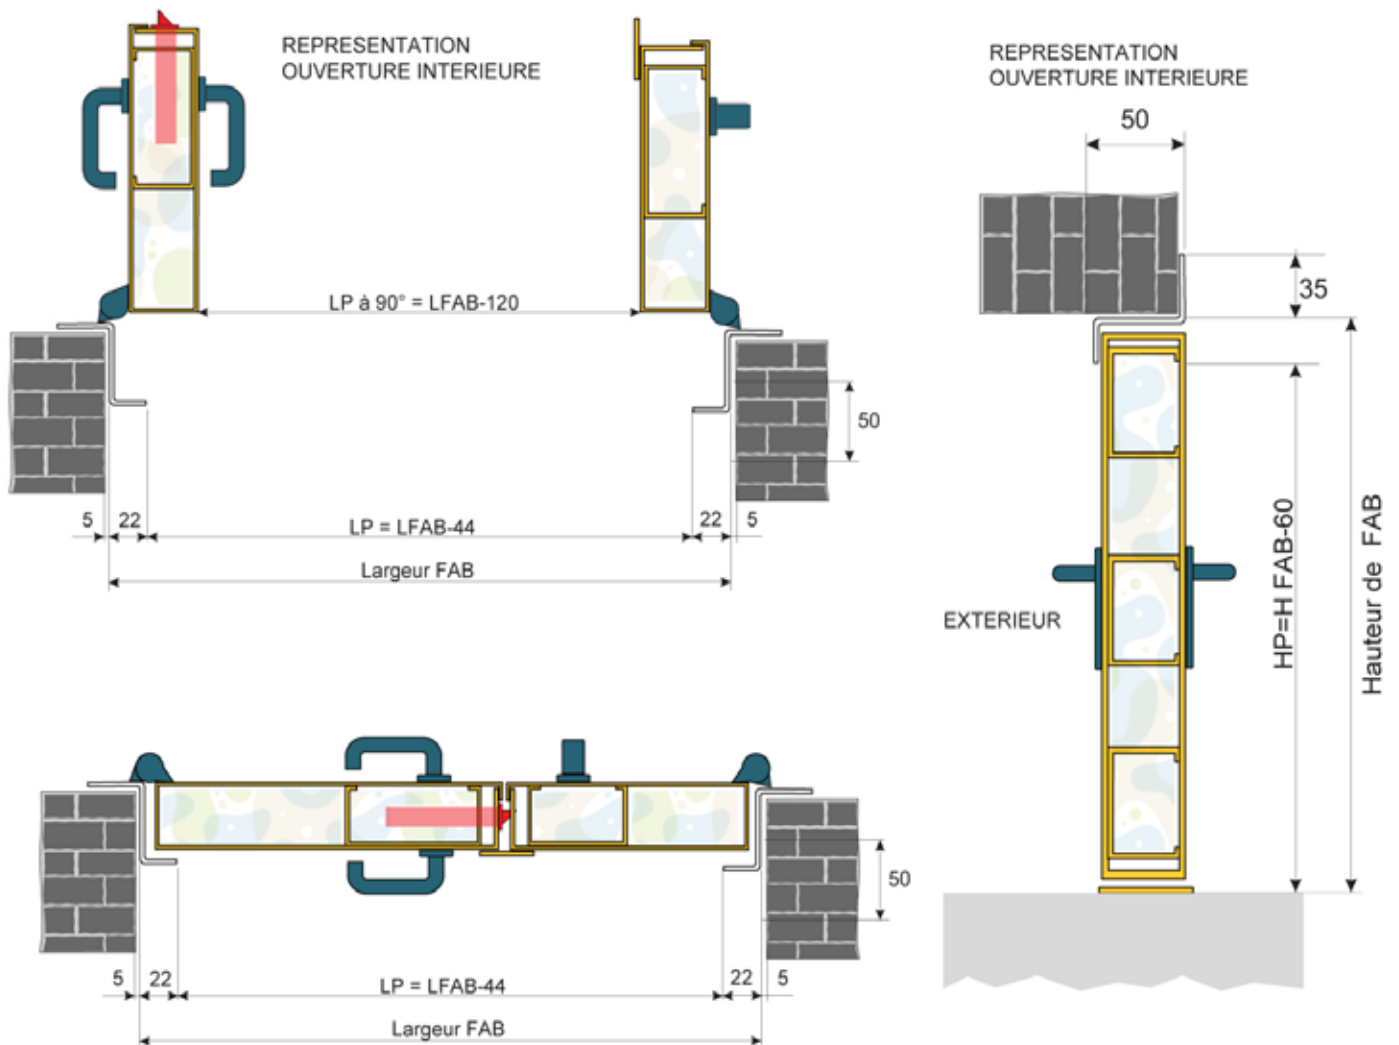 REPRESENTATION
OUVERTURE INTERIEURE
LP à 90° = LFAB-120
50
5
22
LP = LFAB-44
22
5
Largeur FAB
50
5
22
LP = LFAB-44
22
5
Largeur FAB
REPRESENTATION
OUVERTURE INTERIEURE
50
35
EXTERIEUR
HP=H FAB-60
Hauteur de FAB